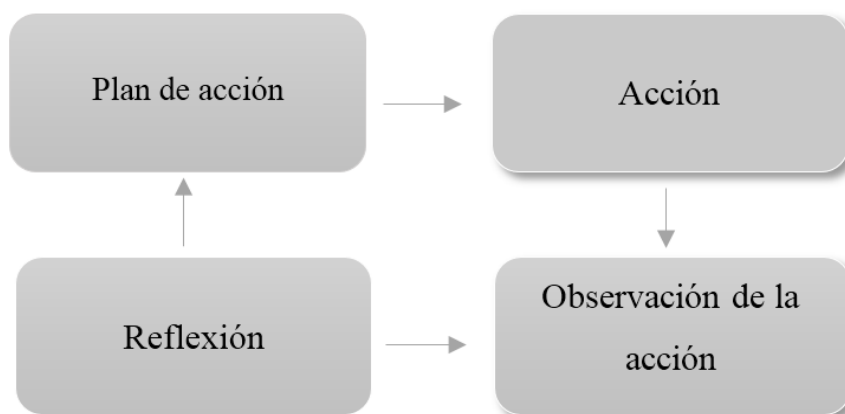 Plan de acción
Acción
Reflexión
Observación de la
acción